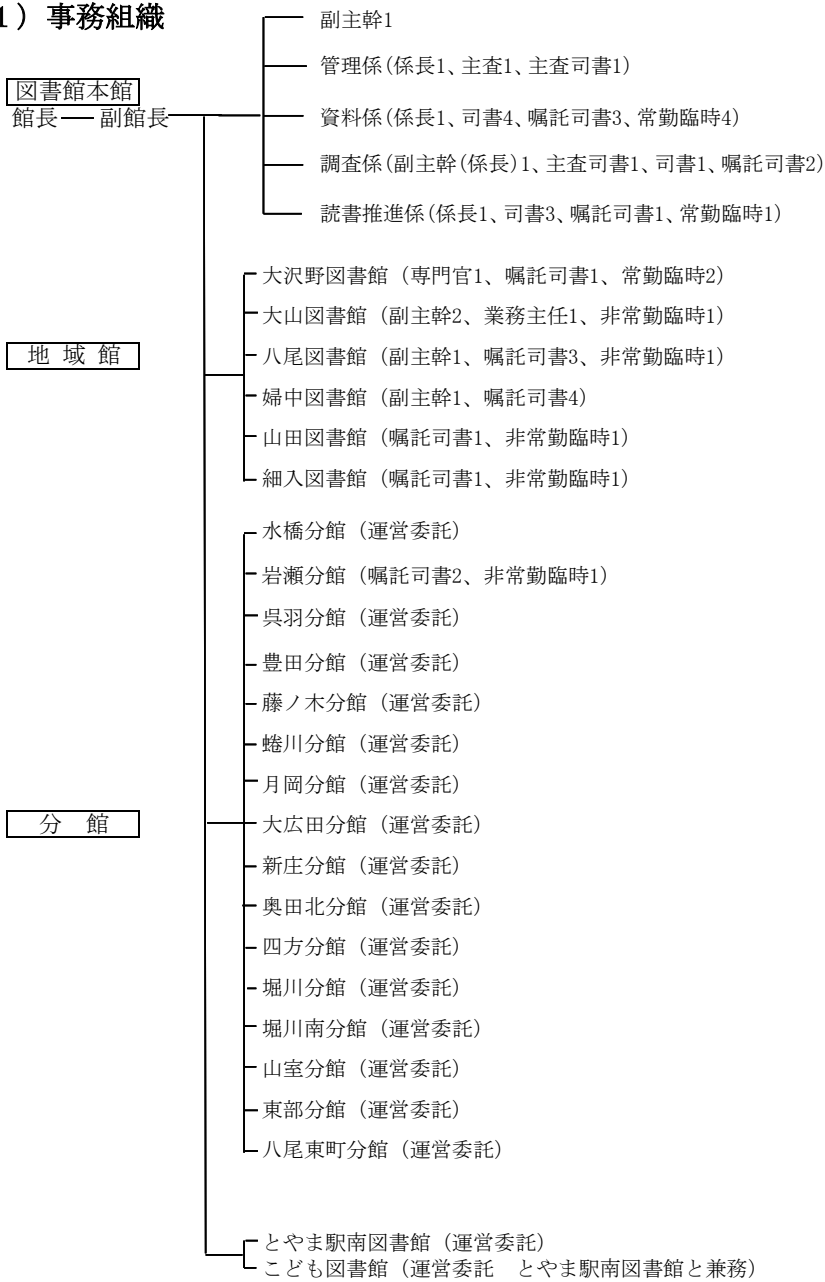 1) 事務組織
副主幹1
管理係(係長1、主査1、主査司書1)
図書館本館
館長 副館長
資料係(係長1、司書4、嘱託司書3、常勤臨時4)
調査係(副主幹(係長)1、主査司書1、司書1、嘱託司書2)
読書推進係(係長1、司書3、嘱託司書1、常勤臨時1)
大沢野図書館（専門官1、嘱託司書1、常勤臨時2）
大山図書館（副主幹2、業務主任1、非常勤臨時1）
地 域 館
八尾図書館（副主幹1、嘱託司書3、非常勤臨時1）
婦中図書館（副主幹1、嘱託司書4）
山田図書館（嘱託司書1、非常勤臨時1）
細入図書館（嘱託司書1、非常勤臨時1）
水橋分館（運営委託）
岩瀬分館（嘱託司書2、非常勤臨時1）
呉羽分館（運営委託）
豊田分館（運営委託）
藤ノ木分館（運営委託）
蜷川分館（運営委託）
月岡分館（運営委託）
分 館
大広田分館（運営委託）
新庄分館（運営委託）
奥田北分館（運営委託）
四方分館（運営委託）
堀川分館（運営委託）
堀川南分館（運営委託）
山室分館（運営委託）
東部分館（運営委託）
八尾東町分館（運営委託）
とやま駅南図書館（運営委託）
こども図書館（運営委託 とやま駅南図書館と兼務）